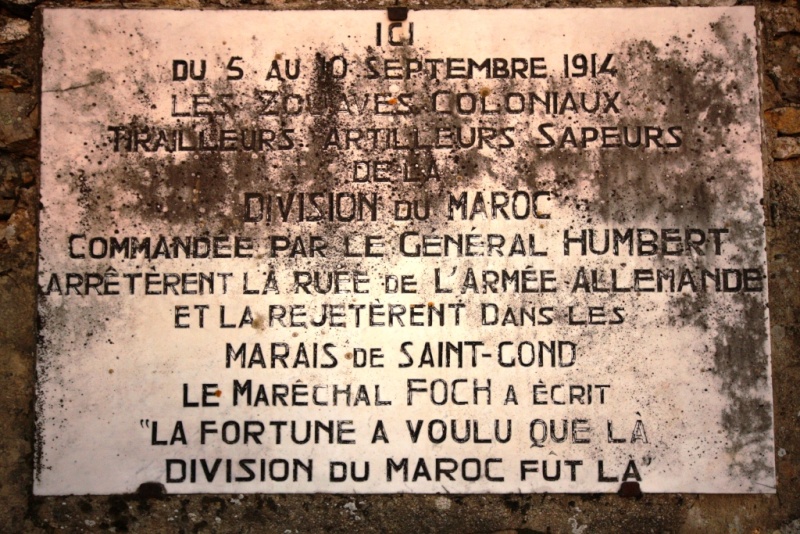 ICI
DU 5 AU 10 SEPTEMBRE 1914
LES ZOUAVES COLONIAUX
TIRAILLEURS ARTILLEURS SAPEURS
DE LA
DIVISION DU MAROC
COMMANDÉE PAR LE GÉNÉRAL HUMBERT
ARRÊTÈRENT LA RUÉE DE L'ARMÉE ALLEMANDE
ET LA REJETÈRENT DANS LES
MARAIS DE SAINT-GOND
LE MARÉCHAL FOCH A ÉCRIT
"LA FORTUNE A VOULU QUE LÀ
DIVISION DU MAROC FUT LA"